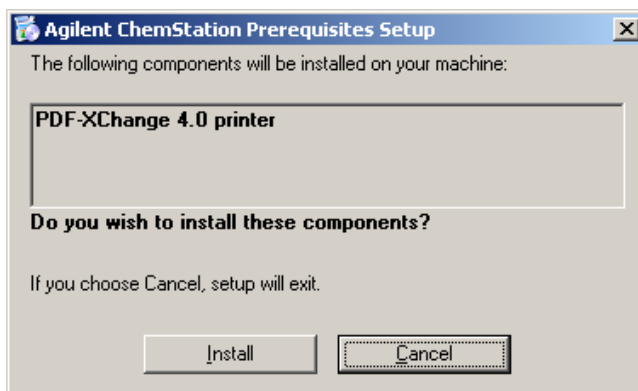 Agilent ChemStation Prerequisites Setup
The following components will be installed on your machine:
PDF-XChange 4.0 printer
Do you wish to install these components?
If you choose Cancel, setup will exit.
Install Cancel